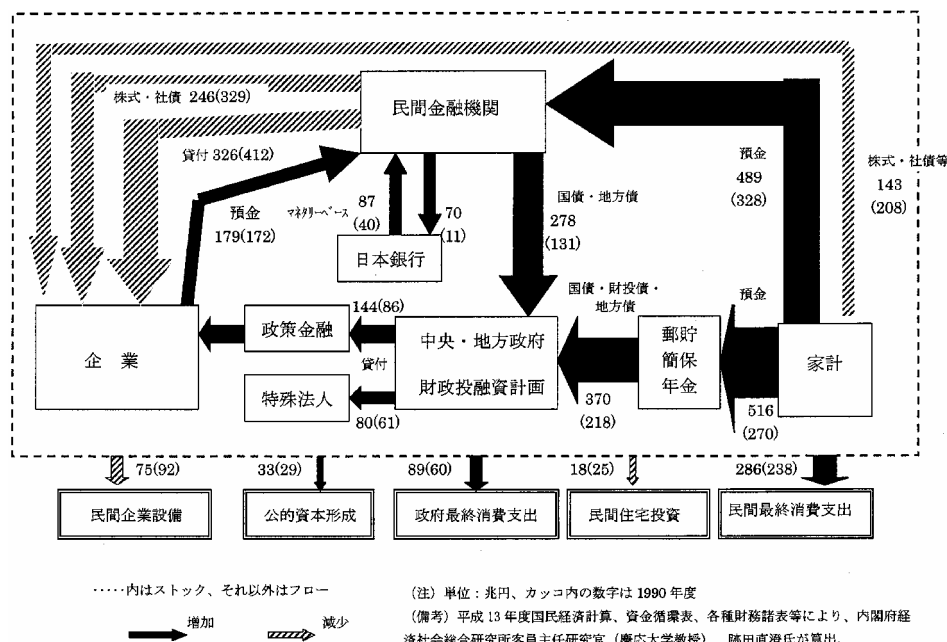 株式・社債 246(329)
民間金融機関
貸付 326(412)
預金
179(172)
マネタリーベース
87
(40)
70
(11)
日本銀行
国債・地方債
278
(131)
預金
489
(328)
株式・社債等
143
(208)
国債・財投債・
地方債
預金
企 業
144(86)
政策金融
貸付
特殊法人
80(61)
中央・地方政府
財政投融資計画
370
(218)
郵貯
簡保
年金
516
(270)
家計
75(92)
33(29)
89(60)
18(25)
286(238)
民間企業設備
公的資本形成
政府最終消費支出
民間住宅投資
民間最終消費支出
‥‥‥内はストック、それ以外はフロー
増加
減少
(注)単位:兆円、カッコ内の数字は 1990 年度
(備考)平成 13 年度国民経済計算、資金循環表、各種財務諸表等により、内閣府経
済社会総合研究所客員主任研究官(慶応大学教授) 跡田直澄氏が算出。